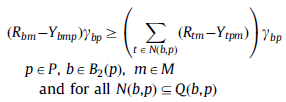 (R_{bm}−Y_{bmp})γ_{bp} ≥ ( ∑_{t ∈ N(b,p)} (R_{tm}−Y_{tpm}) ) γ_{bp}
p ∈ P, b ∈ B_2(p), m ∈ M
and for all N(b,p) ⊆ Q(b,p)